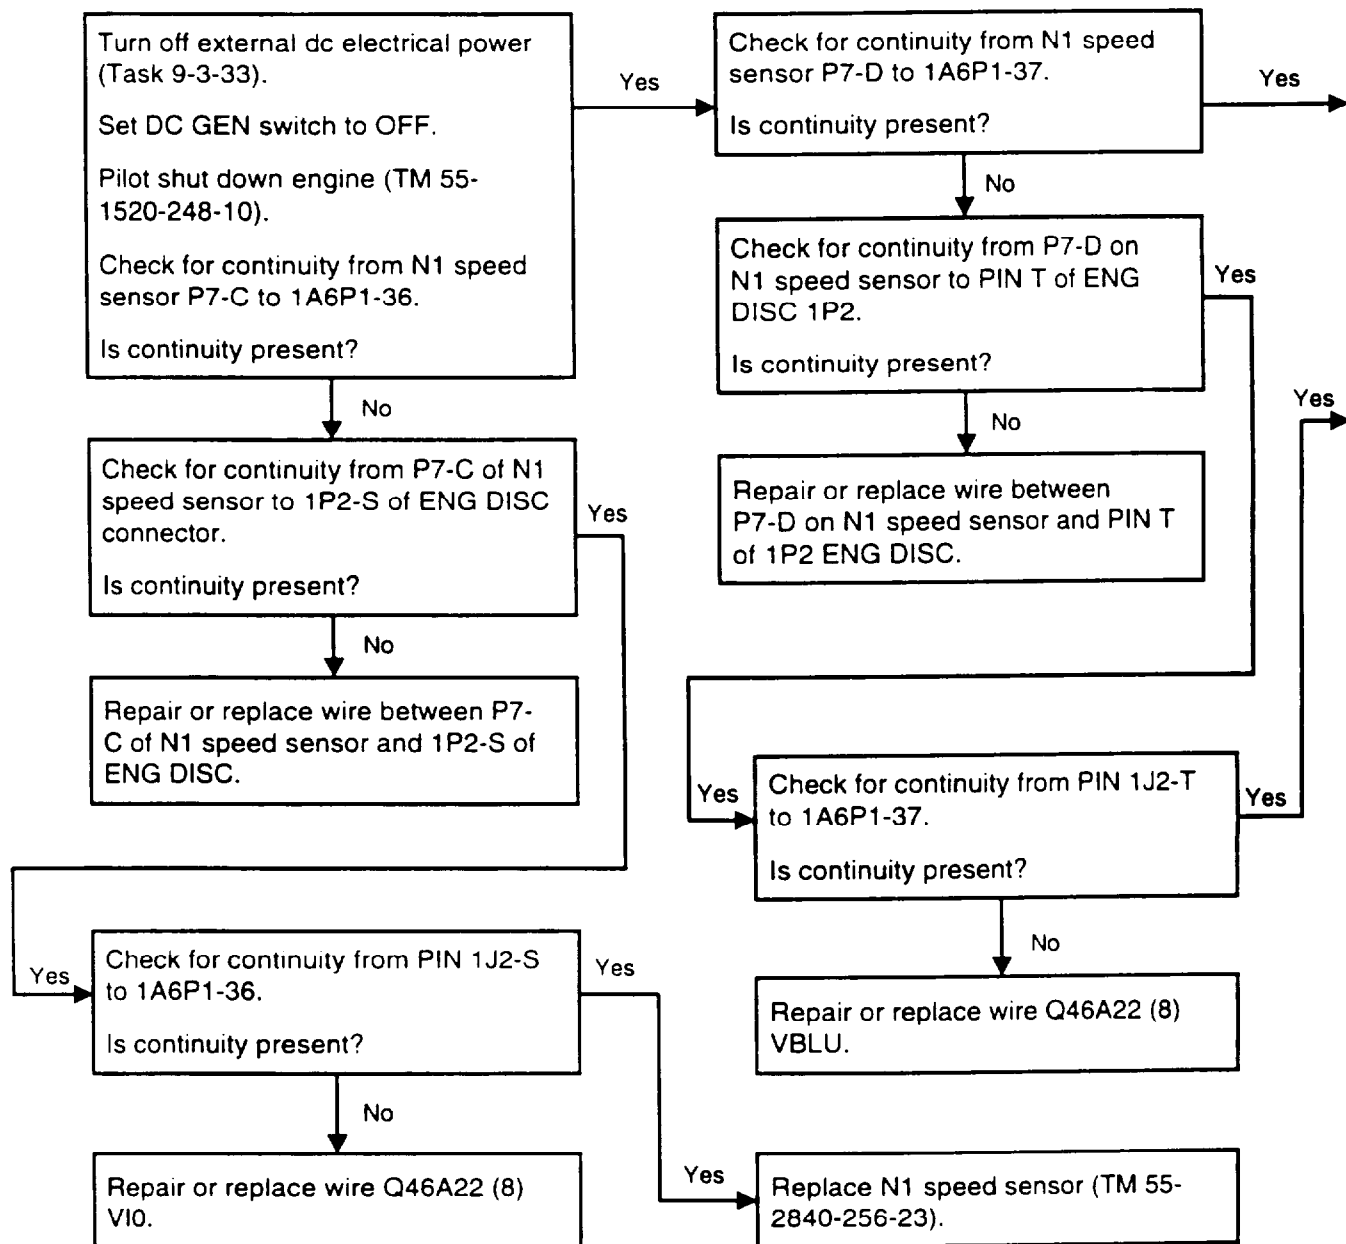 Turn off external dc electrical power
(Task 9-3-33).
Set DC GEN switch to OFF.
Pilot shut down engine (TM 55-
1520-248-10).
Check for continuity from N1 speed
sensor P7-C to 1A6P1-36.
Is continuity present?
Yes
No
Check for continuity from P7-C of N1
speed sensor to 1P2-S of ENG DISC
connector.
Is continuity present?
Yes
No
Repair or replace wire between P7-
C of N1 speed sensor and 1P2-S of
ENG DISC.
Yes
Check for continuity from PIN 1J2-S
to 1A6P1-36.
Is continuity present?
Yes
No
Repair or replace wire Q46A22 (8)
VI0.
Yes
Replace N1 speed sensor (TM 55-
2840-256-23).
Check for continuity from N1 speed
sensor P7-D to 1A6P1-37.
Is continuity present?
Yes
No
Check for continuity from P7-D on
N1 speed sensor to PIN T of ENG
DISC 1P2.
Is continuity present?
Yes
No
Repair or replace wire between
P7-D on N1 speed sensor and PIN T
of 1P2 ENG DISC.
Yes
Check for continuity from PIN 1J2-T
to 1A6P1-37.
Is continuity present?
Yes
Yes
No
Repair or replace wire Q46A22 (8)
VBLU.